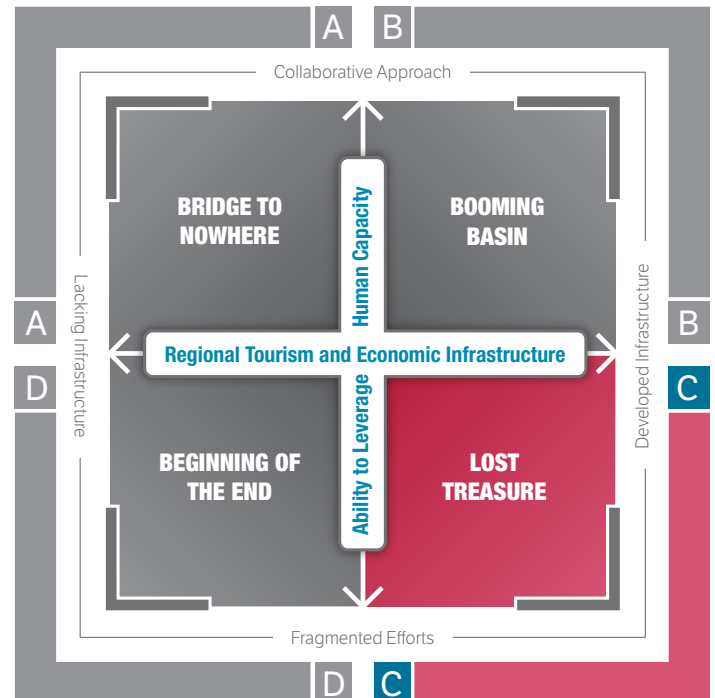 A B
Collaborative Approach
BRIDGE TO
NOWHERE
BOOMING
BASIN
Ability to Leverage Human Capacity
Lacking Infrastructure
Developed Infrastructure
A
B
Regional Tourism and Economic Infrastructure
D
C
BEGINNING OF
THE END
LOST
TREASURE
Fragmented Efforts
D C